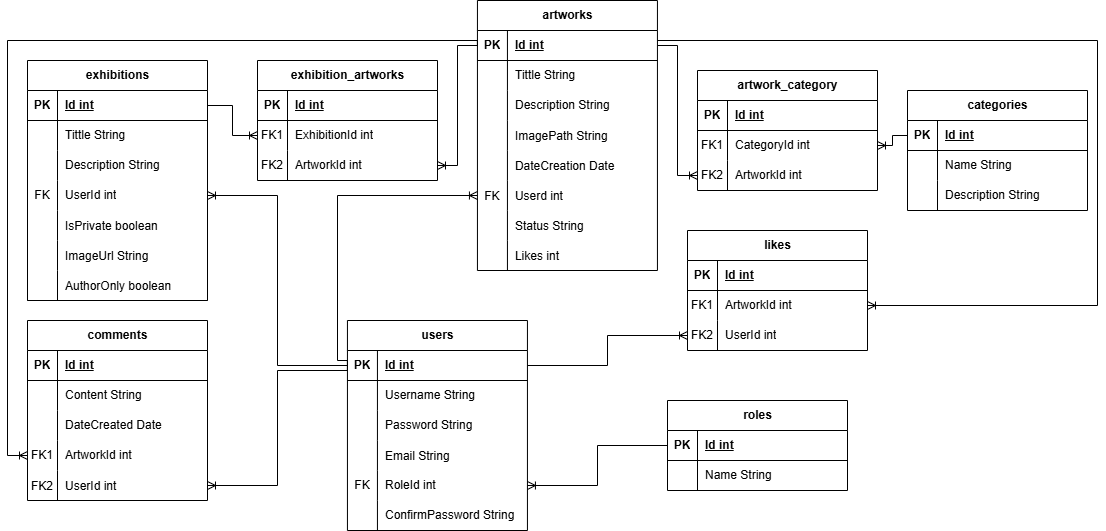 artworks
PK Id int
Tittle String
Description String
ImagePath String
DateCreation Date
FK Userd int
Status String
Likes int
exhibitions
PK Id int
Tittle String
Description String
FK UserId int
IsPrivate boolean
ImageUrl String
AuthorOnly boolean
exhibition_artworks
PK Id int
FK1 ExhibitionId int
FK2 ArtworkId int
artwork_category
PK Id int
FK1 CategoryId int
FK2 ArtworkId int
categories
PK Id int
Name String
Description String
likes
PK Id int
FK1 ArtworkId int
FK2 UserId int
comments
PK Id int
Content String
DateCreated Date
FK1 ArtworkId int
FK2 UserId int
users
PK Id int
Username String
Password String
Email String
FK RoleId int
ConfirmPassword String
roles
PK Id int
Name String